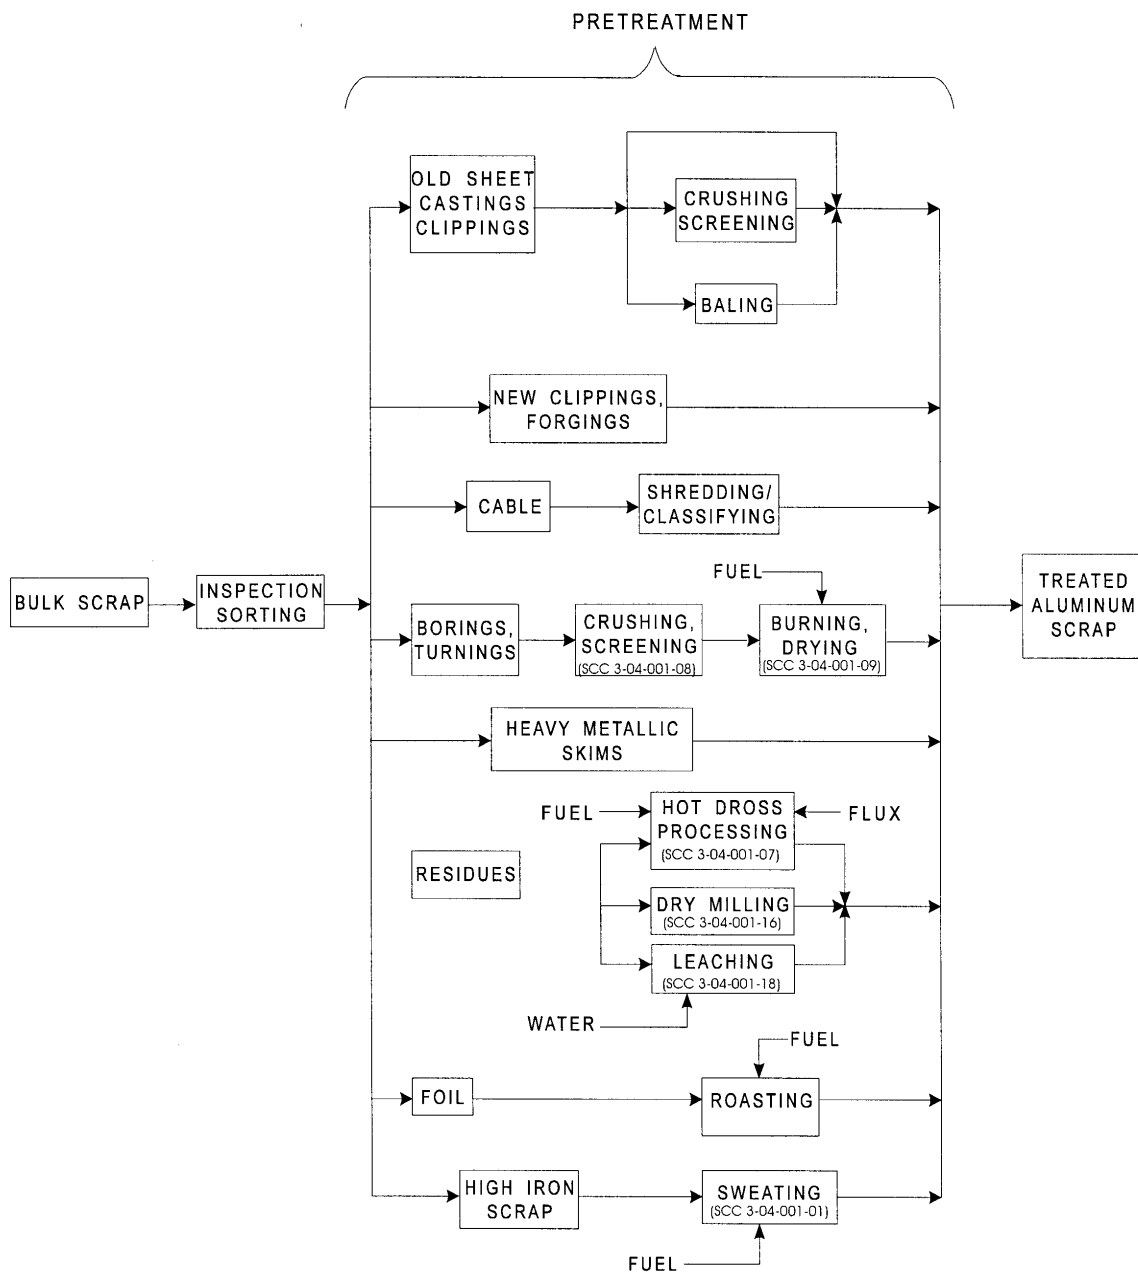 PRETREATMENT
OLD SHEET
CASTINGS
CLIPPINGS
CRUSHING
SCREENING
BALING
NEW CLIPPINGS,
FORGINGS
CABLE
SHREDDING/
CLASSIFYING
BULK SCRAP
INSPECTION
SORTING
FUEL
BORINGS,
TURNINGS
CRUSHING,
SCREENING
(SCC 3-04-001-08)
BURNING,
DRYING
(SCC 3-04-001-09)
TREATED
ALUMINUM
SCRAP
HEAVY METALLIC
SKIMS
FUEL
HOT DROSS
PROCESSING
(SCC 3-04-001-07)
FLUX
RESIDUES
DRY MILLING
(SCC 3-04-001-16)
LEACHING
(SCC 3-04-001-18)
WATER
FUEL
FOIL
ROASTING
HIGH IRON
SCRAP
SWEATING
(SCC 3-04-001-01)
FUEL